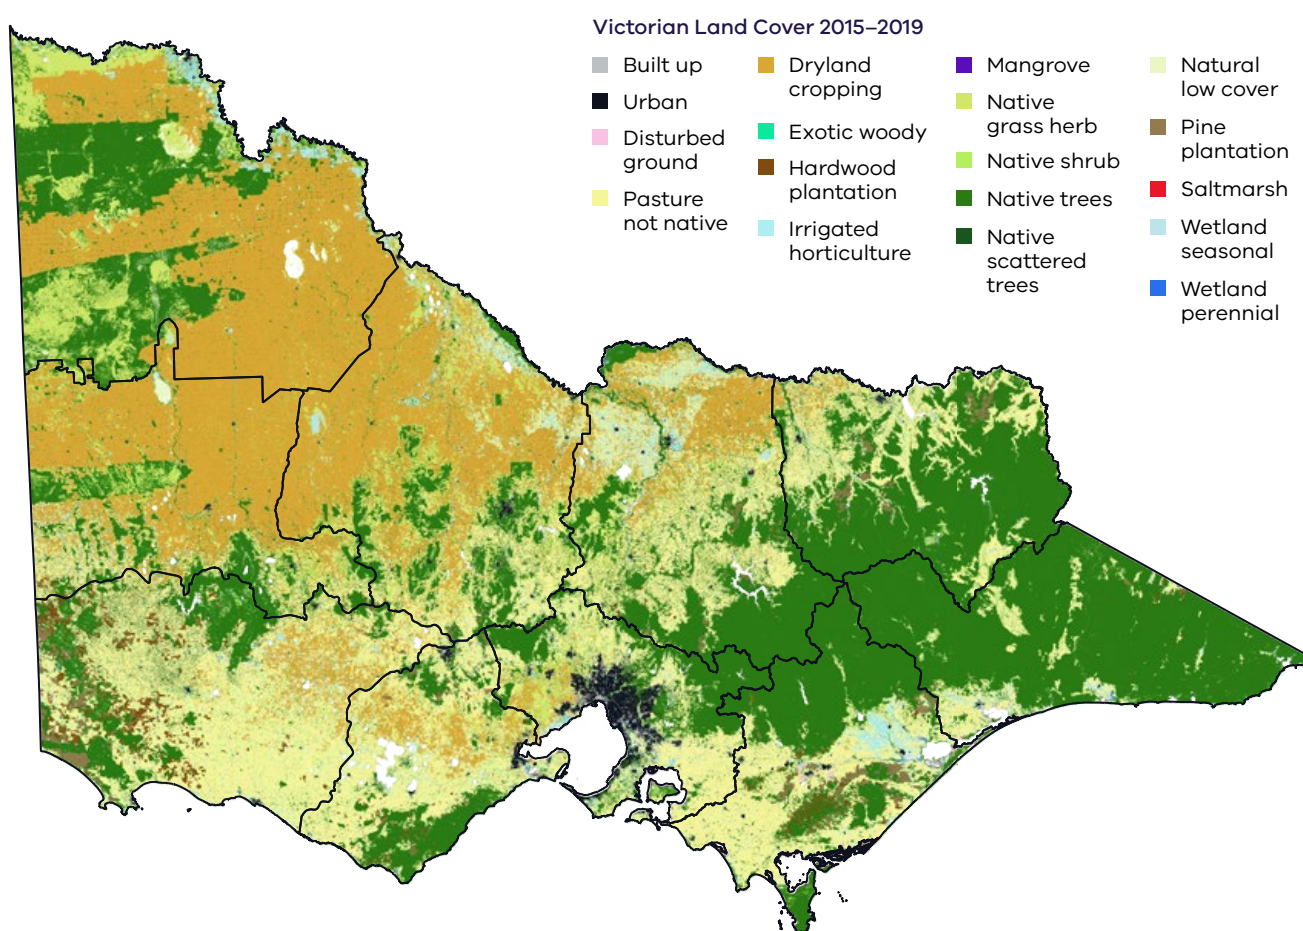 Victorian Land Cover 2015–2019
Built up
Urban
Disturbed
ground
Pasture
not native
Dryland
cropping
Exotic woody
Hardwood
plantation
Irrigated
horticulture
Mangrove
Native
grass herb
Native shrub
Native trees
Native
scattered
trees
Natural
low cover
Pine
plantation
Saltmarsh
Wetland
seasonal
Wetland
perennial